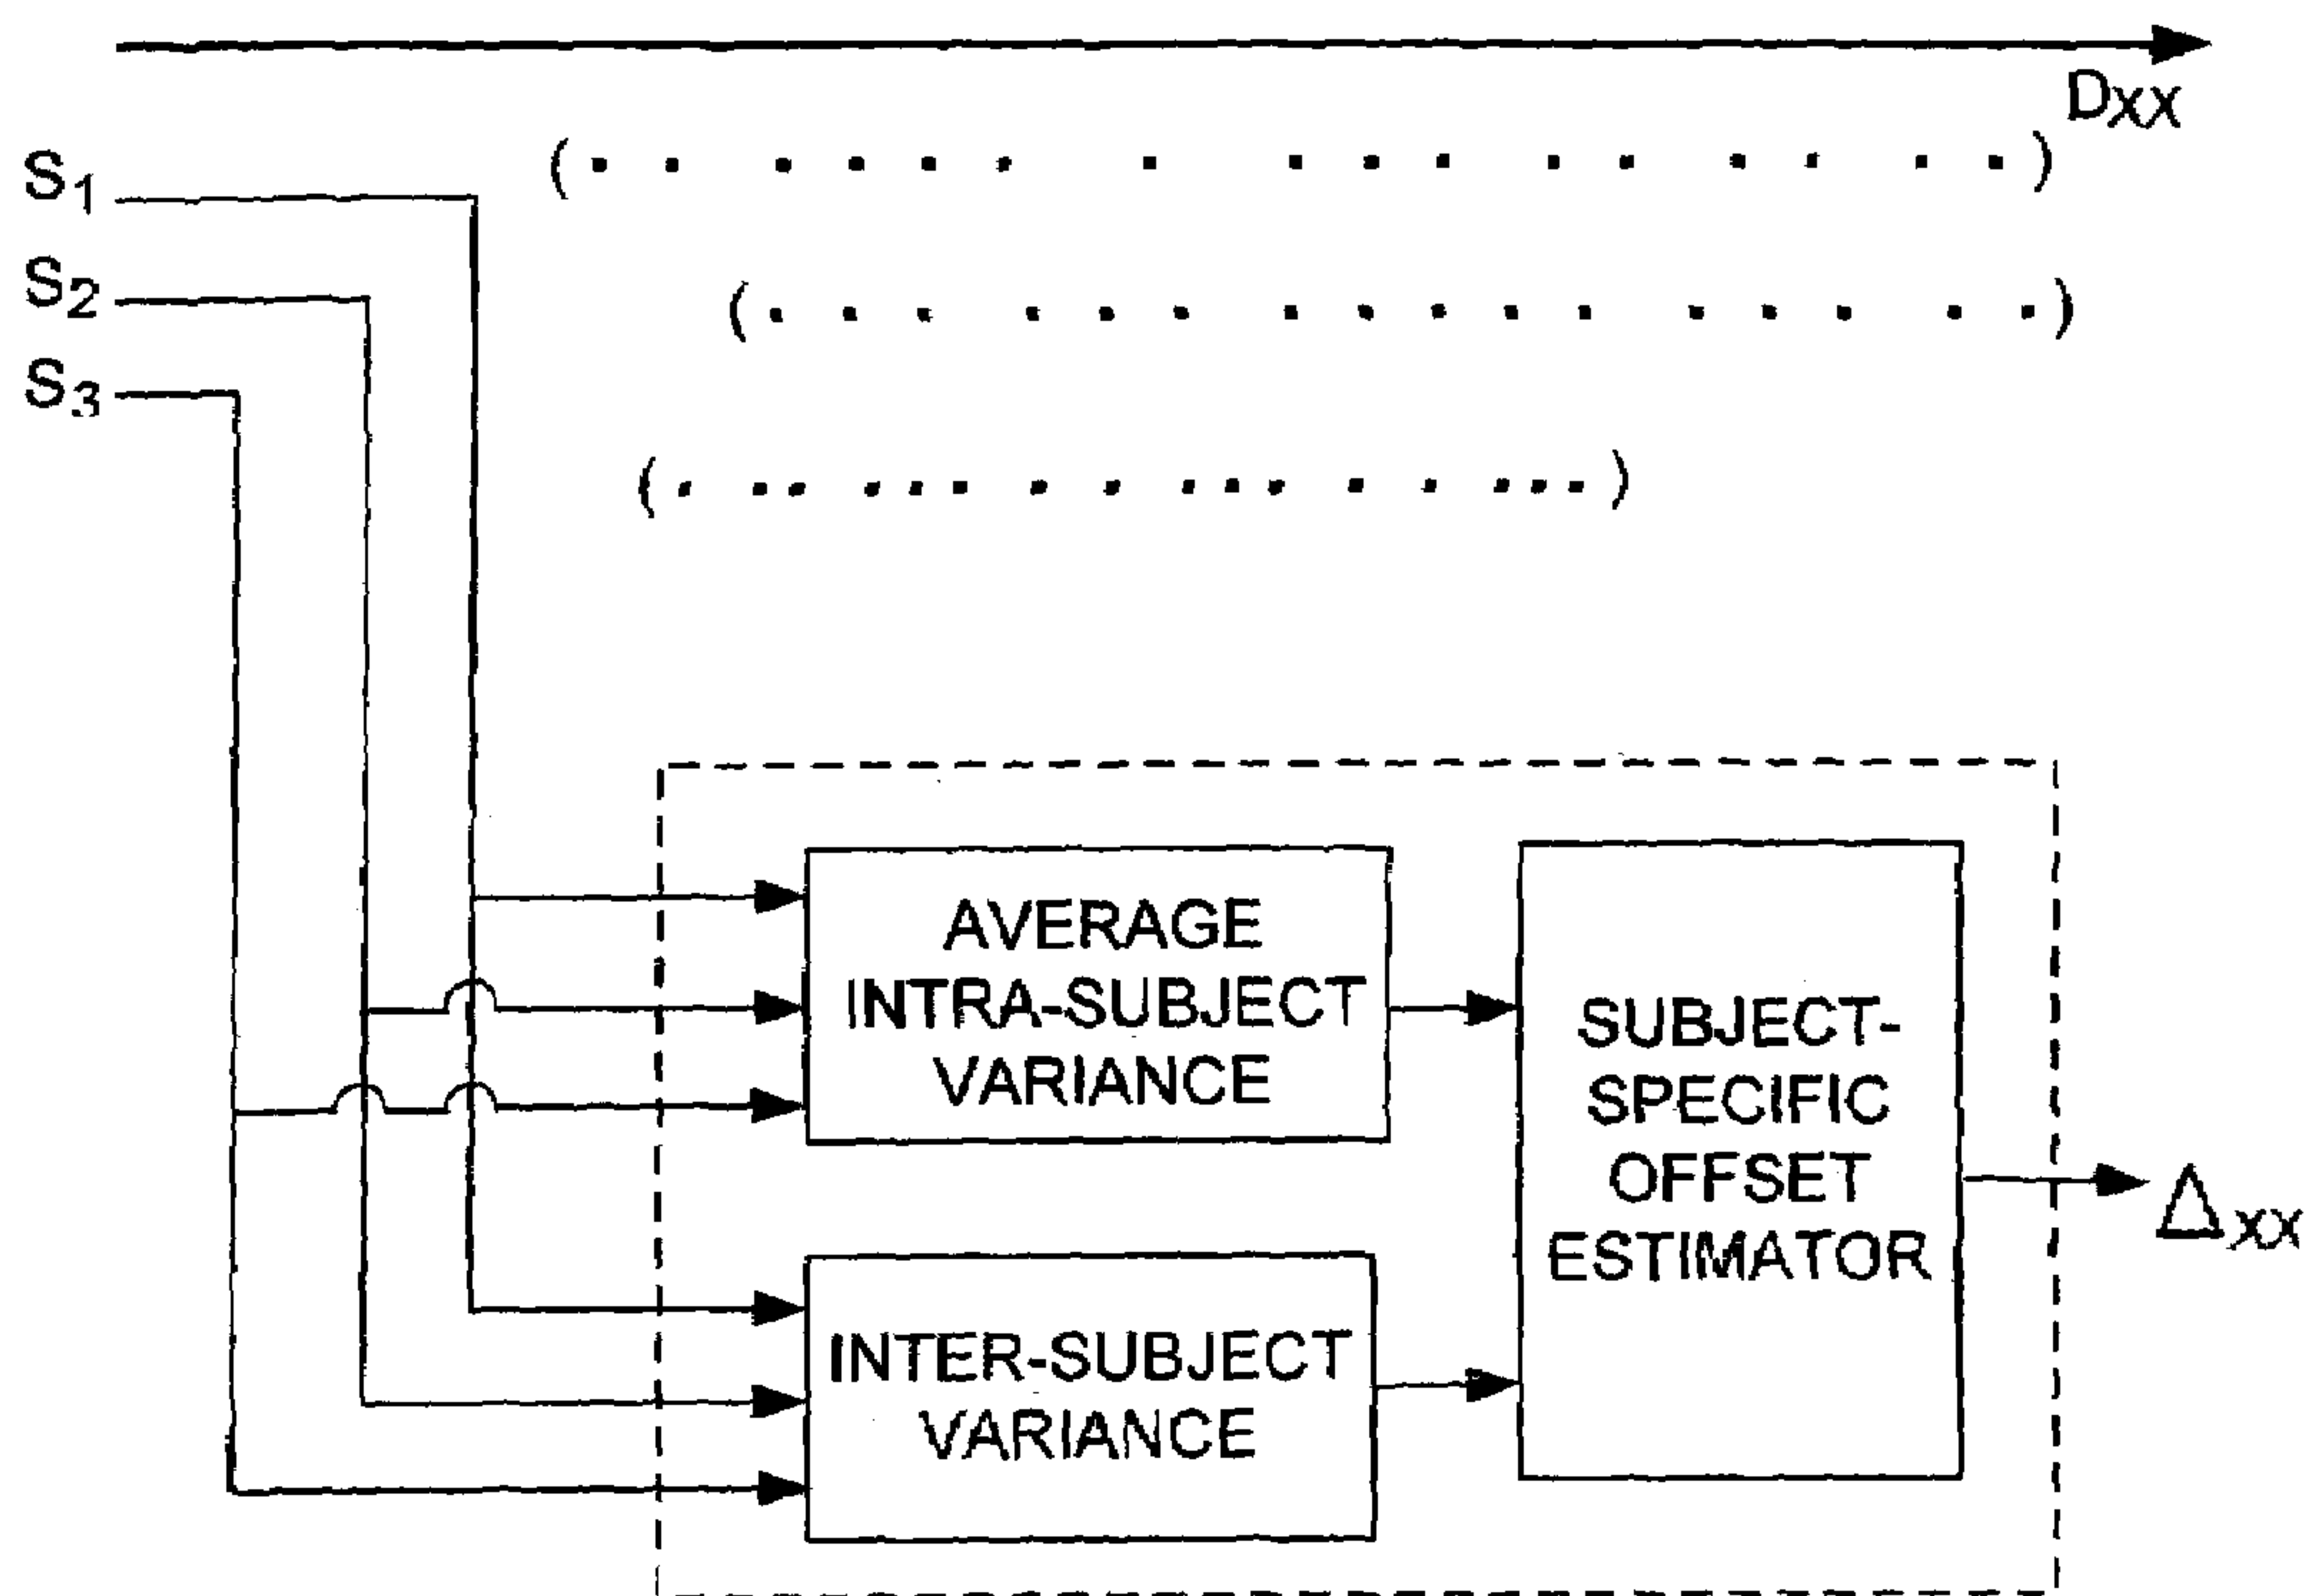 Dxx
S1
S2
S3
AVERAGE
INTRA-SUBJECT
VARIANCE
SUBJECT-
SPECIFIC
OFFSET
ESTIMATOR
Δxx
INTER-SUBJECT
VARIANCE